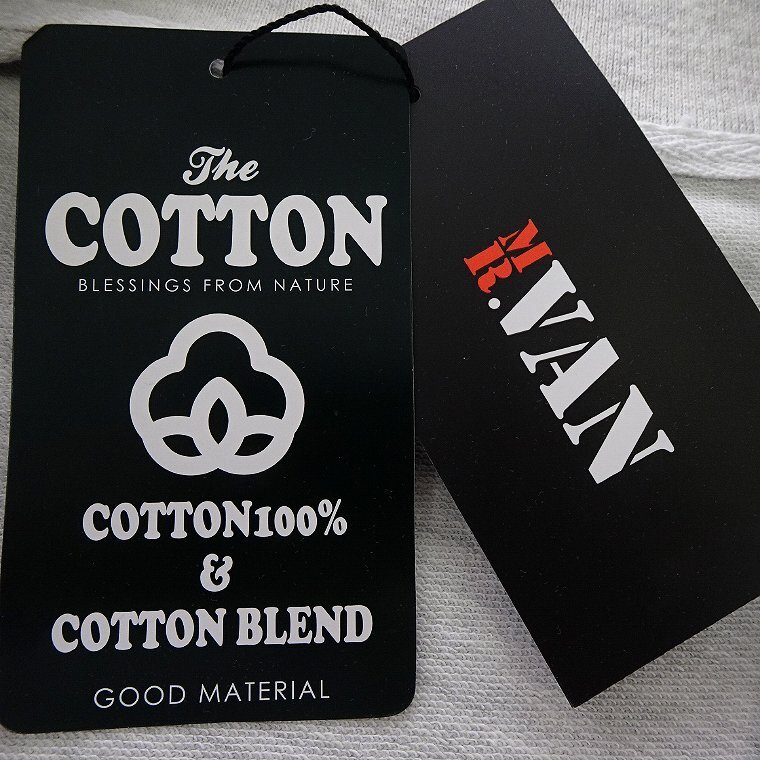 The
COTTON
BLESSINGS FROM NATURE
COTTON100%
&
COTTON BLEND
GOOD MATERIAL
MR.VAN